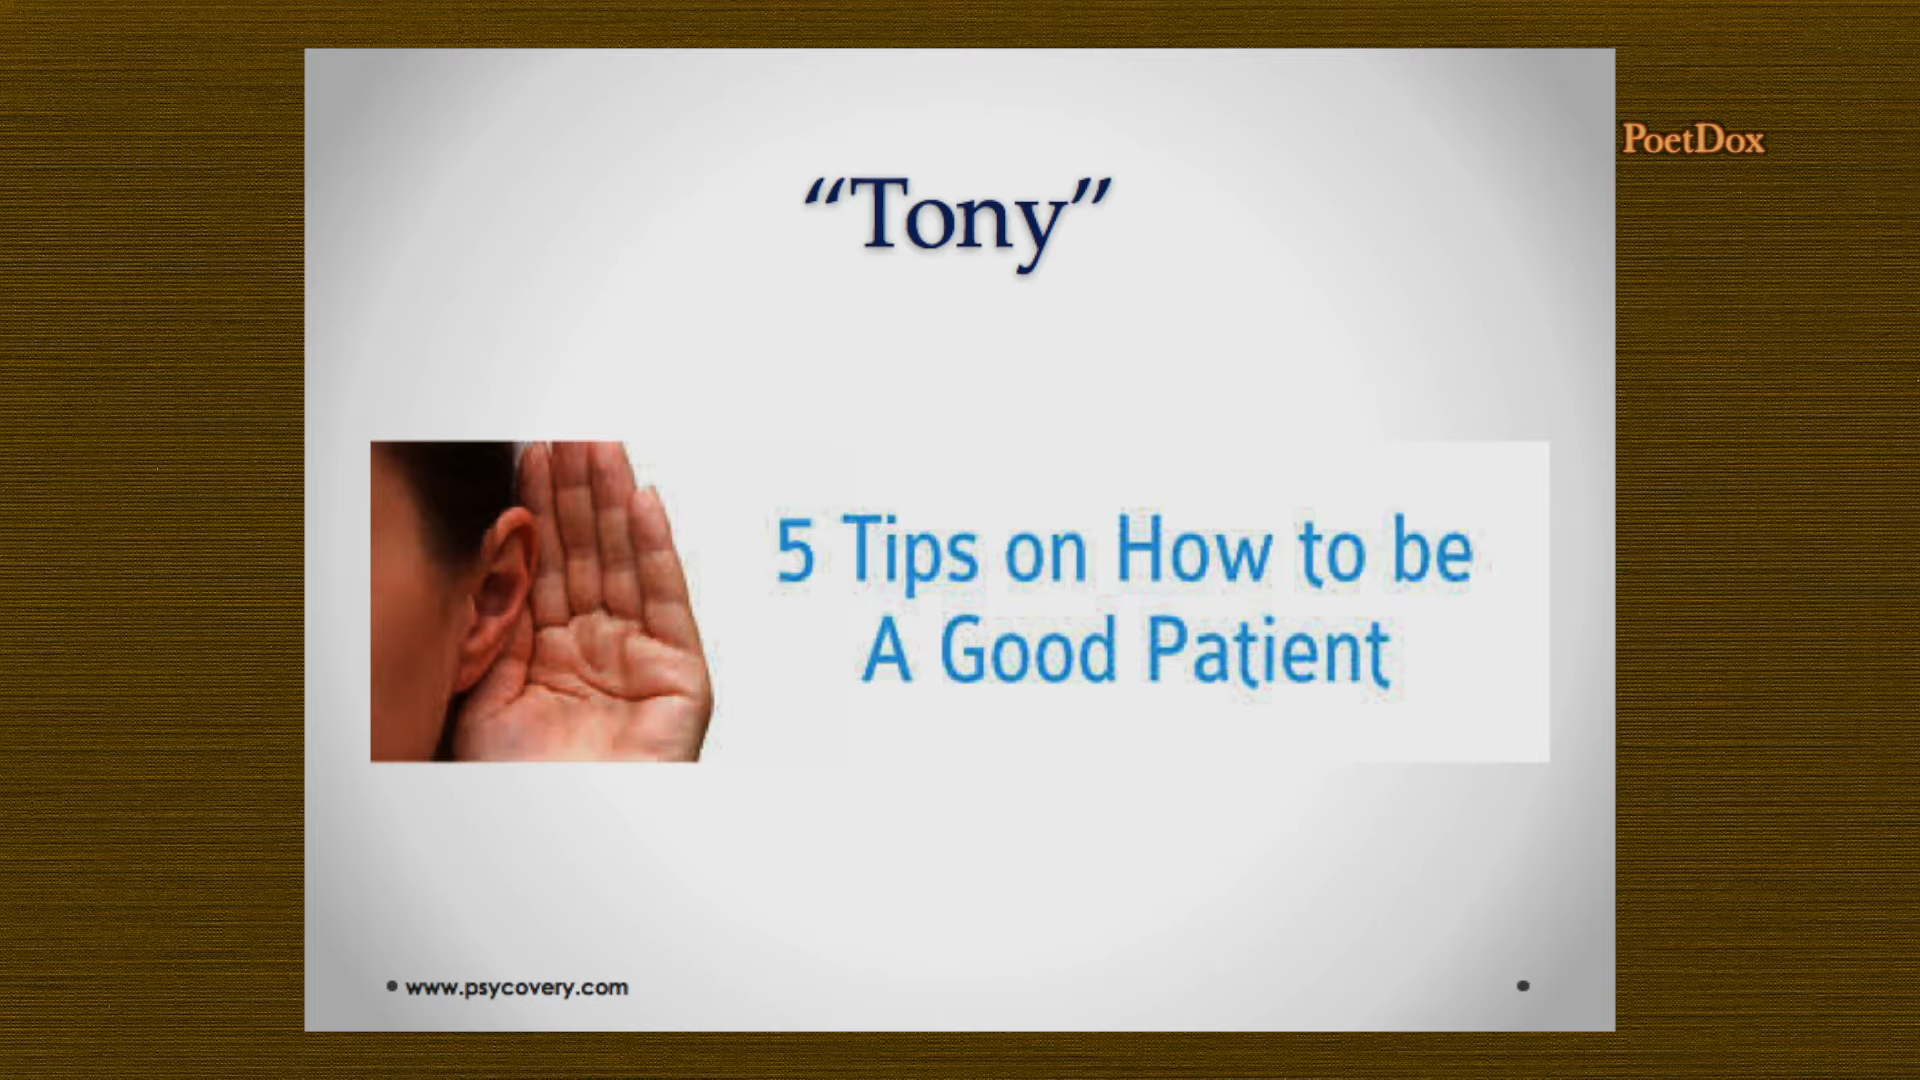 PoetDox
“Tony”
5 Tips on How to be
A Good Patient
• www.psycovery.com
•